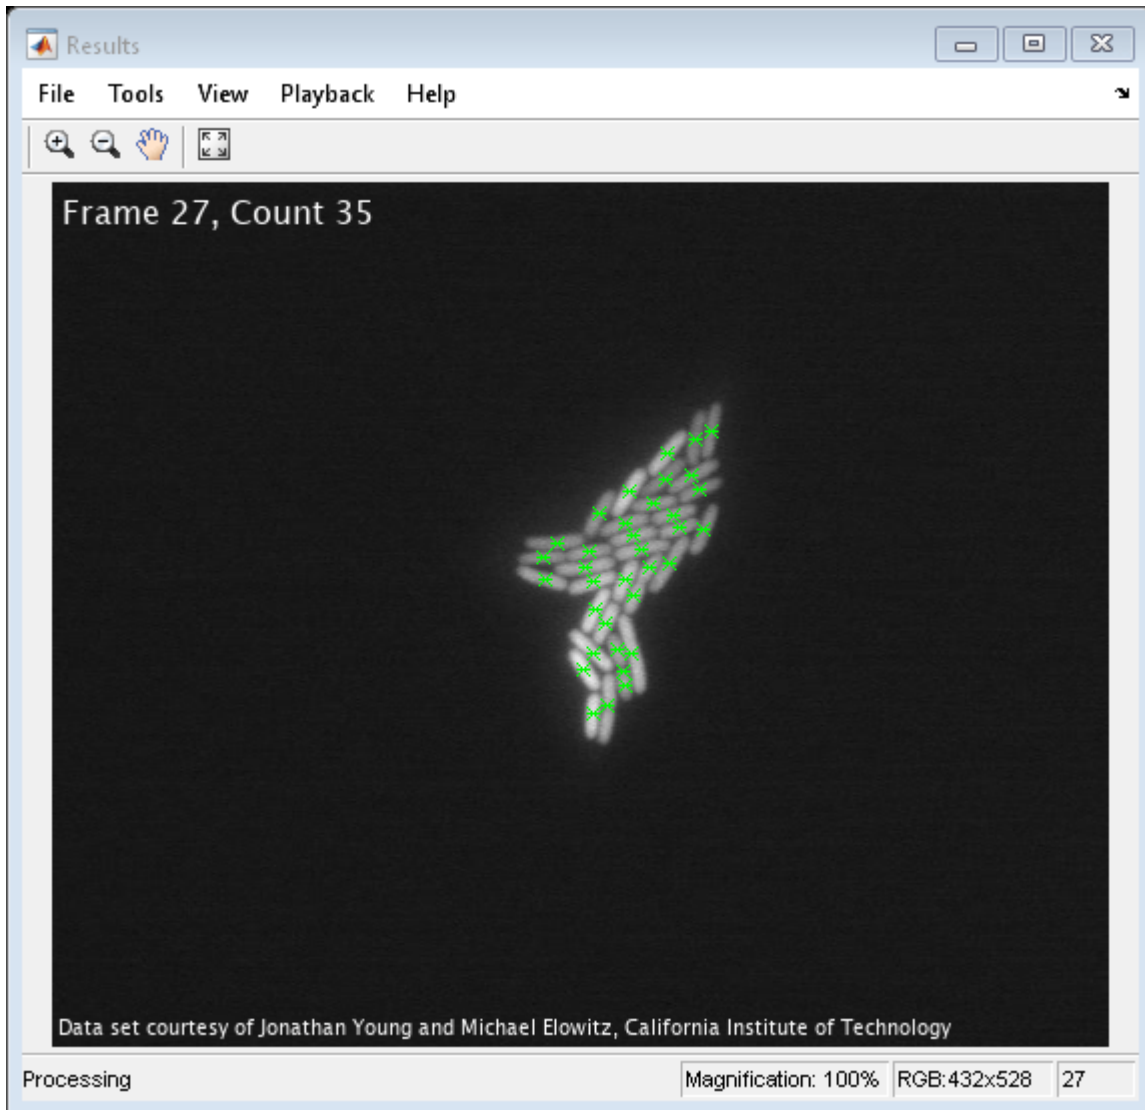 Results
File Tools View Playback Help
Frame 27, Count 35
Data set courtesy of Jonathan Young and Michael Elowitz, California Institute of Technology
Processing Magnification: 100% RGB:432x528 27